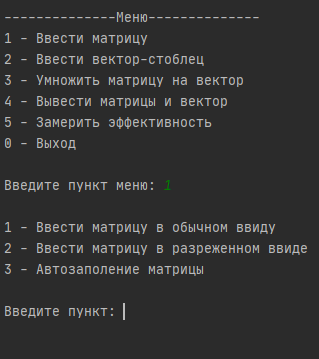 --------------Меню--------------
1 - Ввести матрицу
2 - Ввести вектор-стоблец
3 - Умножить матрицу на вектор
4 - Вывести матрицы и вектор
5 - Замерить эффективность
0 - Выход
Введите пункт меню: 1
1 - Ввести матрицу в обычном ввиду
2 - Ввести матрицу в разреженном ввиде
3 - Автозаполение матрицы
Введите пункт: